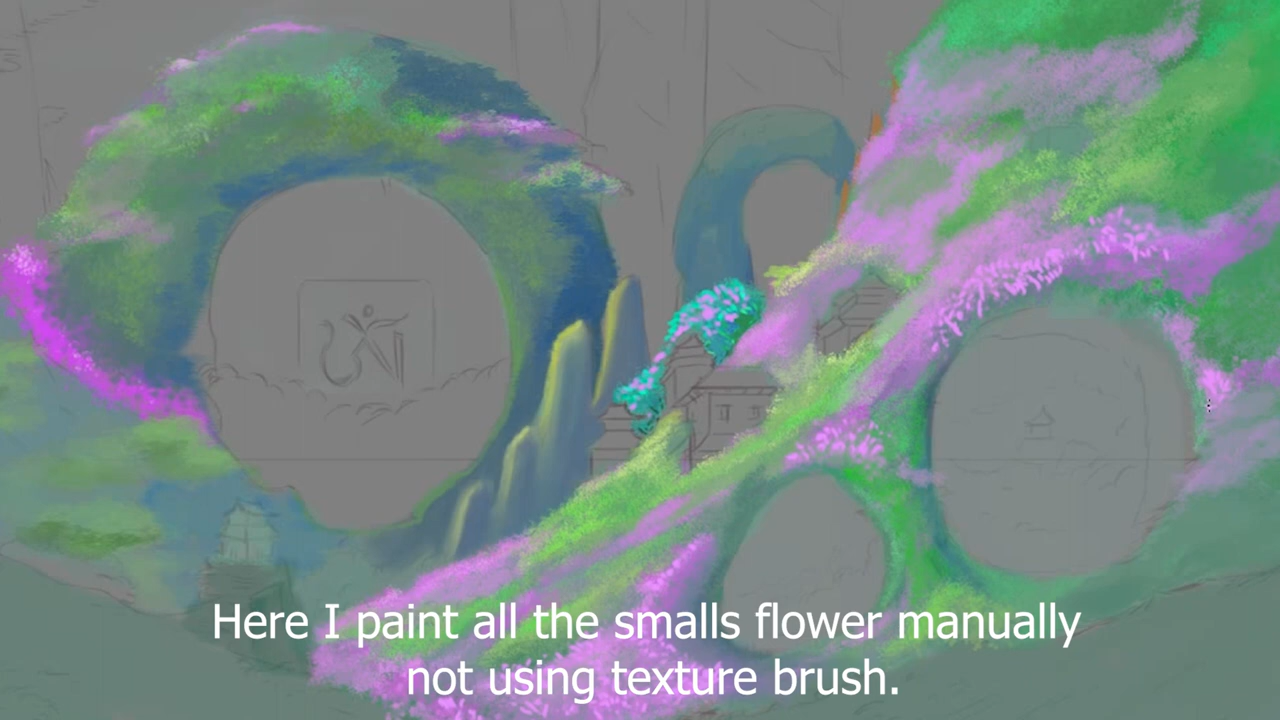 Here I paint all the smalls flower manually
not using texture brush.